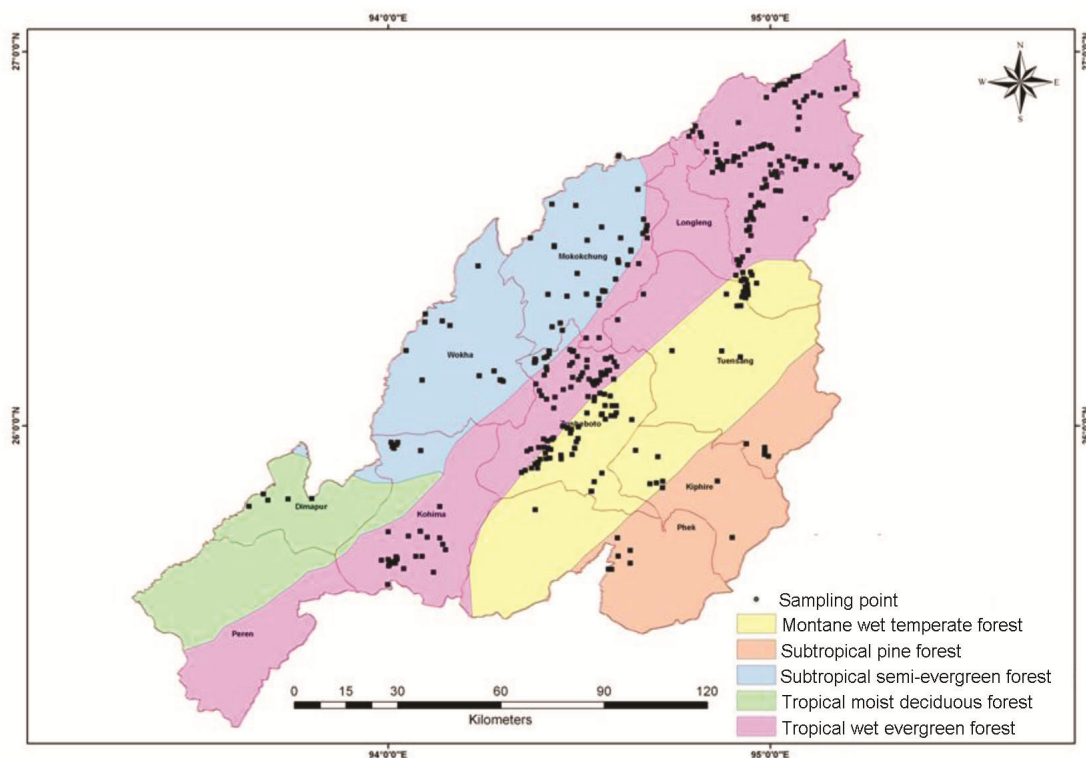 94°0'0"E 95°0'0"E
27°0'0"N
N
W E
S
Longleng
Mokokchung
Wokha
Tuensang
26°0'0"N
Kiphire
Dimapur
Kohima
Phek
Peren
Sampling point
Montane wet temperate forest
Subtropical pine forest
Subtropical semi-evergreen forest
Tropical moist deciduous forest
Tropical wet evergreen forest
0 15 30 60 90 120
Kilometers
94°0'0"E 95°0'0"E